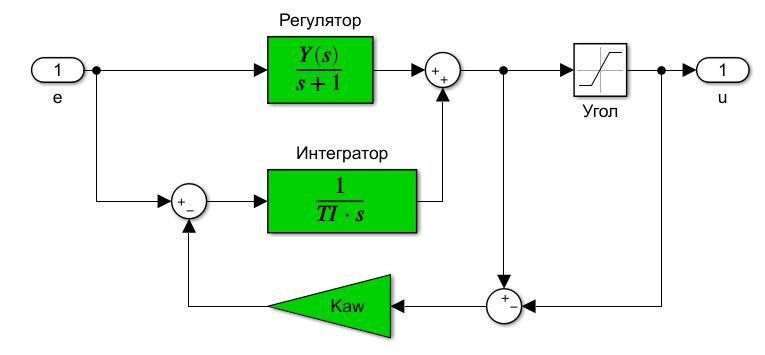 Регулятор
1
e
Y(s)
s + 1
+
+
Угол
1
u
Интегратор
+
−
1
TI · s
Kaw
+
−